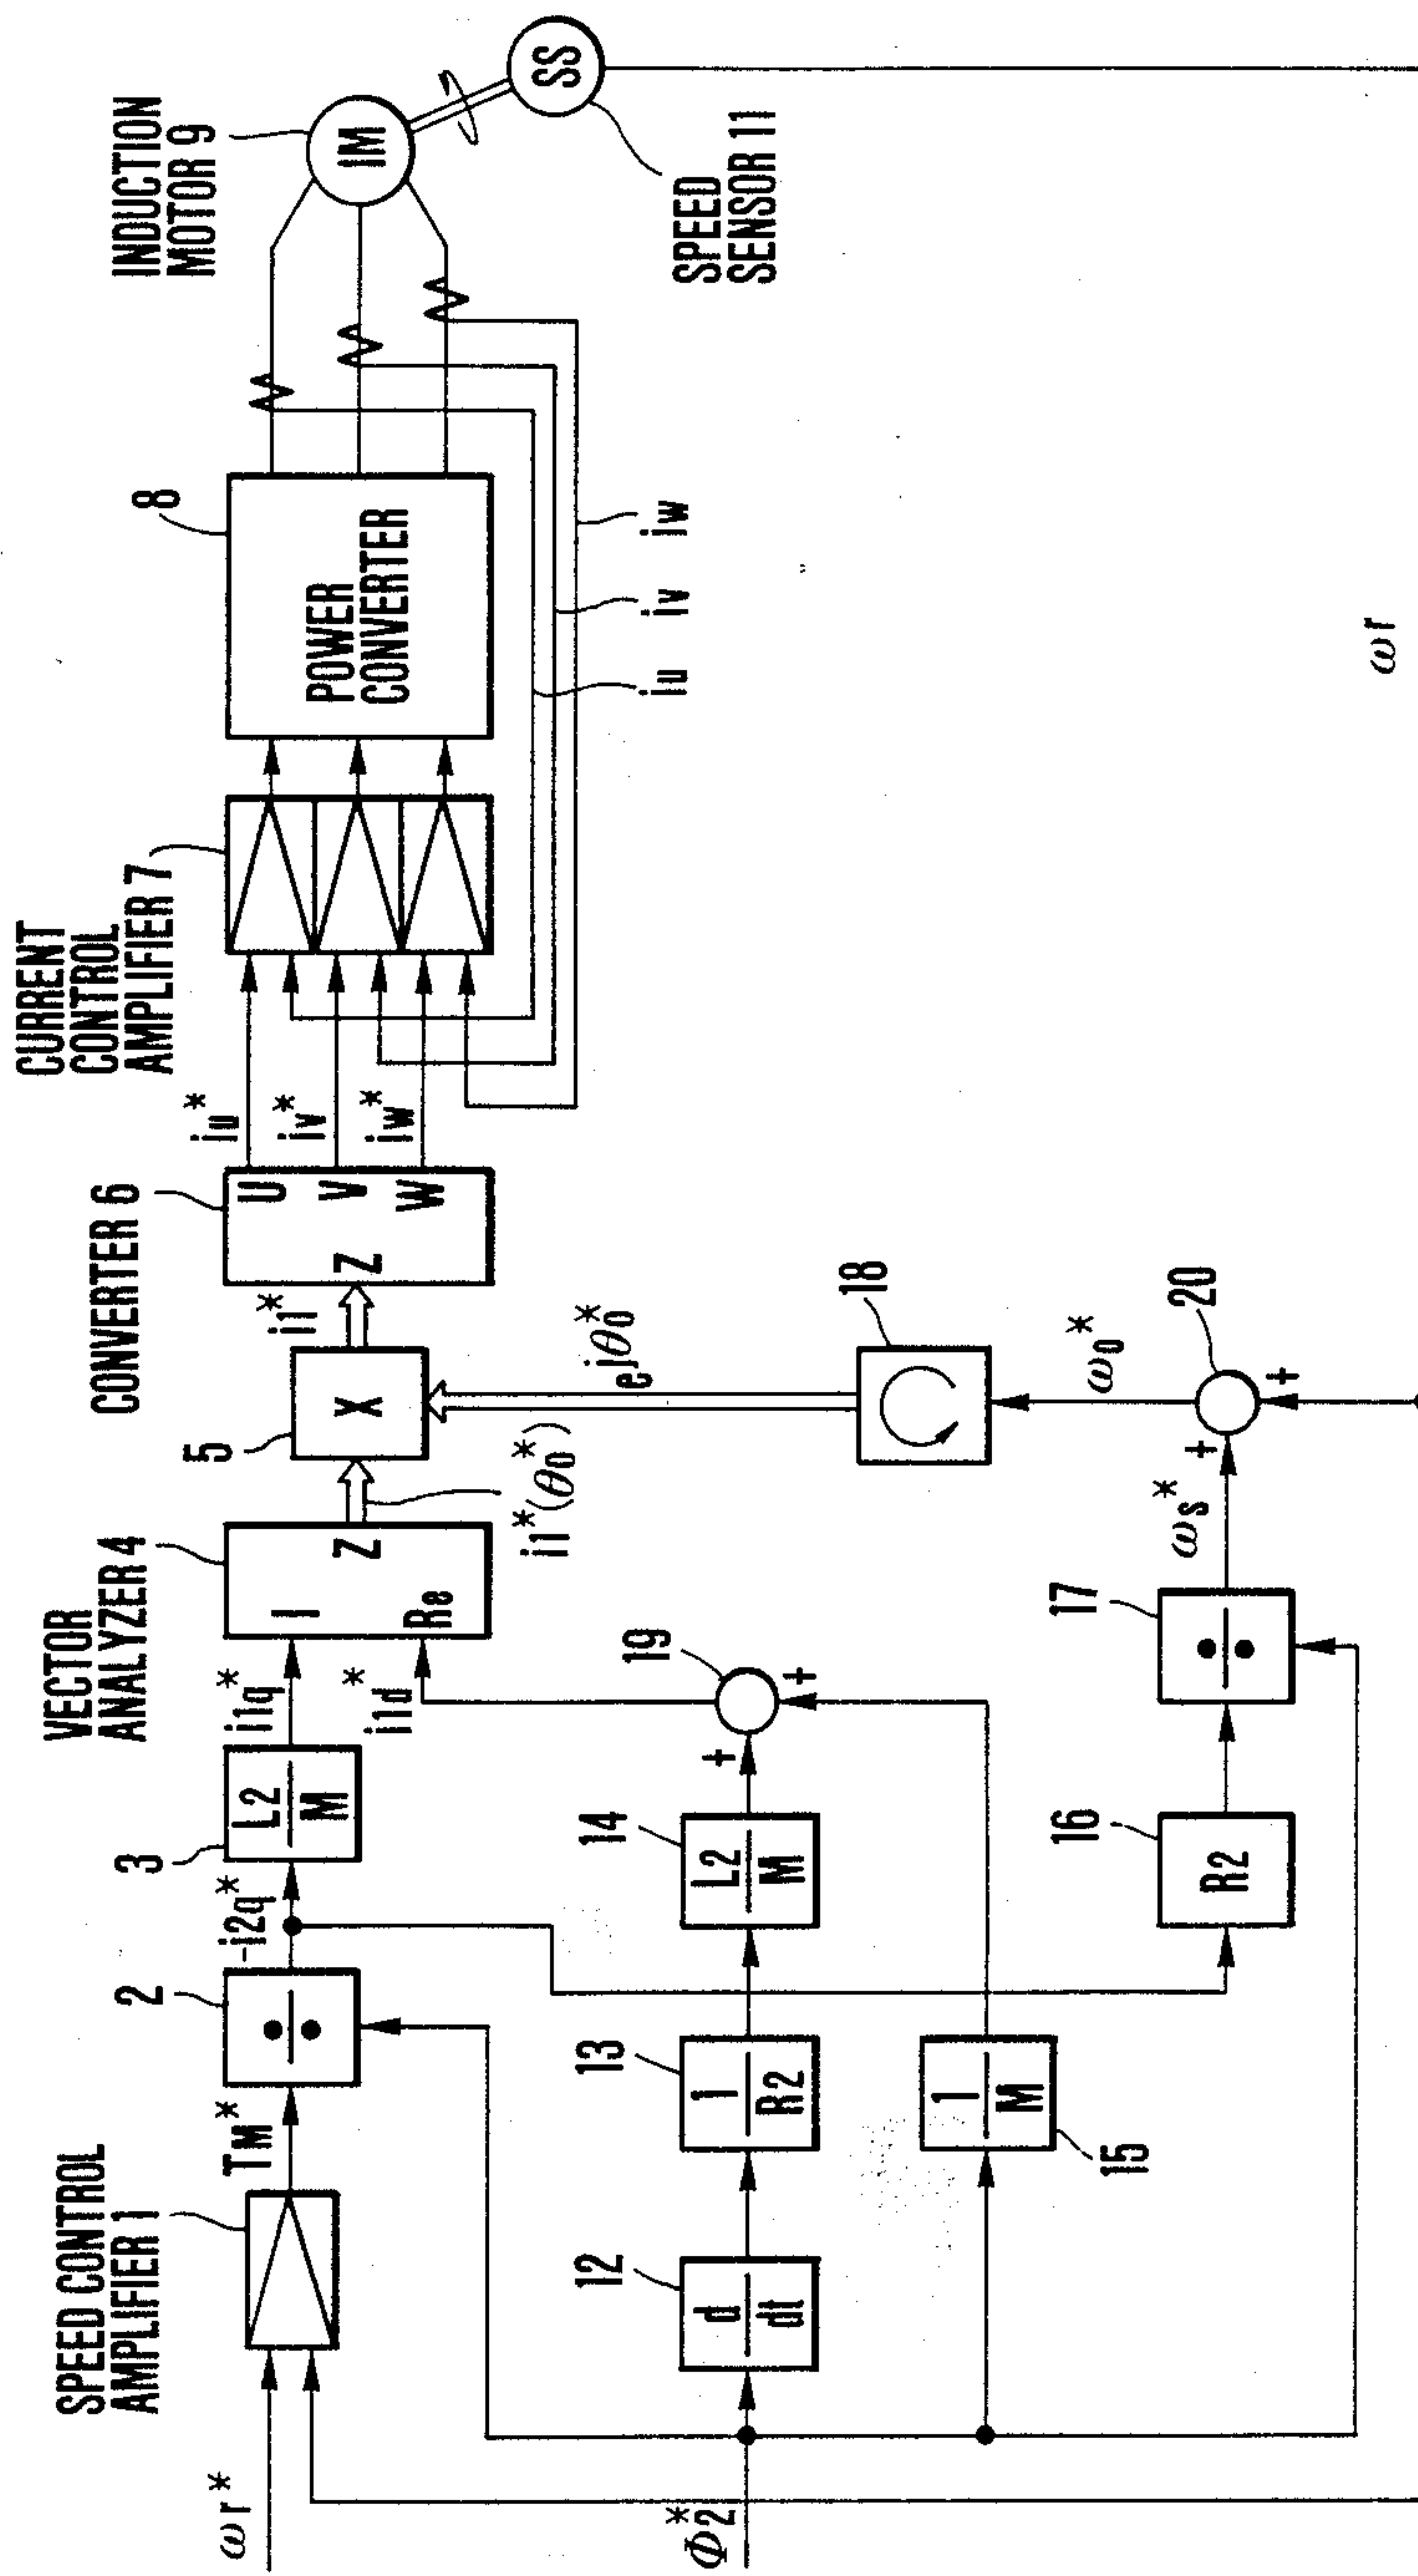 SPEED CONTROL
AMPLIFIER 1
ωr*
TM*
2
÷
-i2q*
3
L2
M
i1q*
i1d*
VECTOR
ANALYZER 4
I
Re
Z
i1*(θ0*)
5
X
i1*
CONVERTER 6
Z
U
V
W
iu*
iv*
iw*
CURRENT
CONTROL
AMPLIFIER 7
8
POWER
CONVERTER
iu
iv
iw
INDUCTION
MOTOR 9
IM
SS
SPEED
SENSOR 11
Φ2*
12
d
dt
13
1
R2
14
L2
M
+
19
+
15
1
M
16
R2
17
÷
ωs*
+
20
+
ω0*
18
ejθ0*
ωr